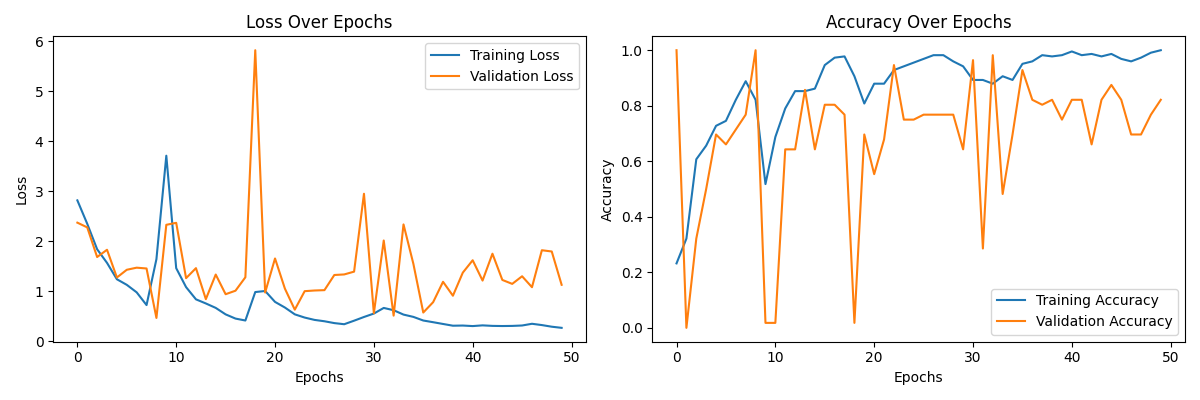 Loss Over Epochs
Training Loss
Validation Loss
Loss
6
5
4
3
2
1
0
0 10 20 30 40 50
Epochs
Accuracy Over Epochs
Accuracy
1.0
0.8
0.6
0.4
0.2
0.0
Training Accuracy
Validation Accuracy
0 10 20 30 40 50
Epochs